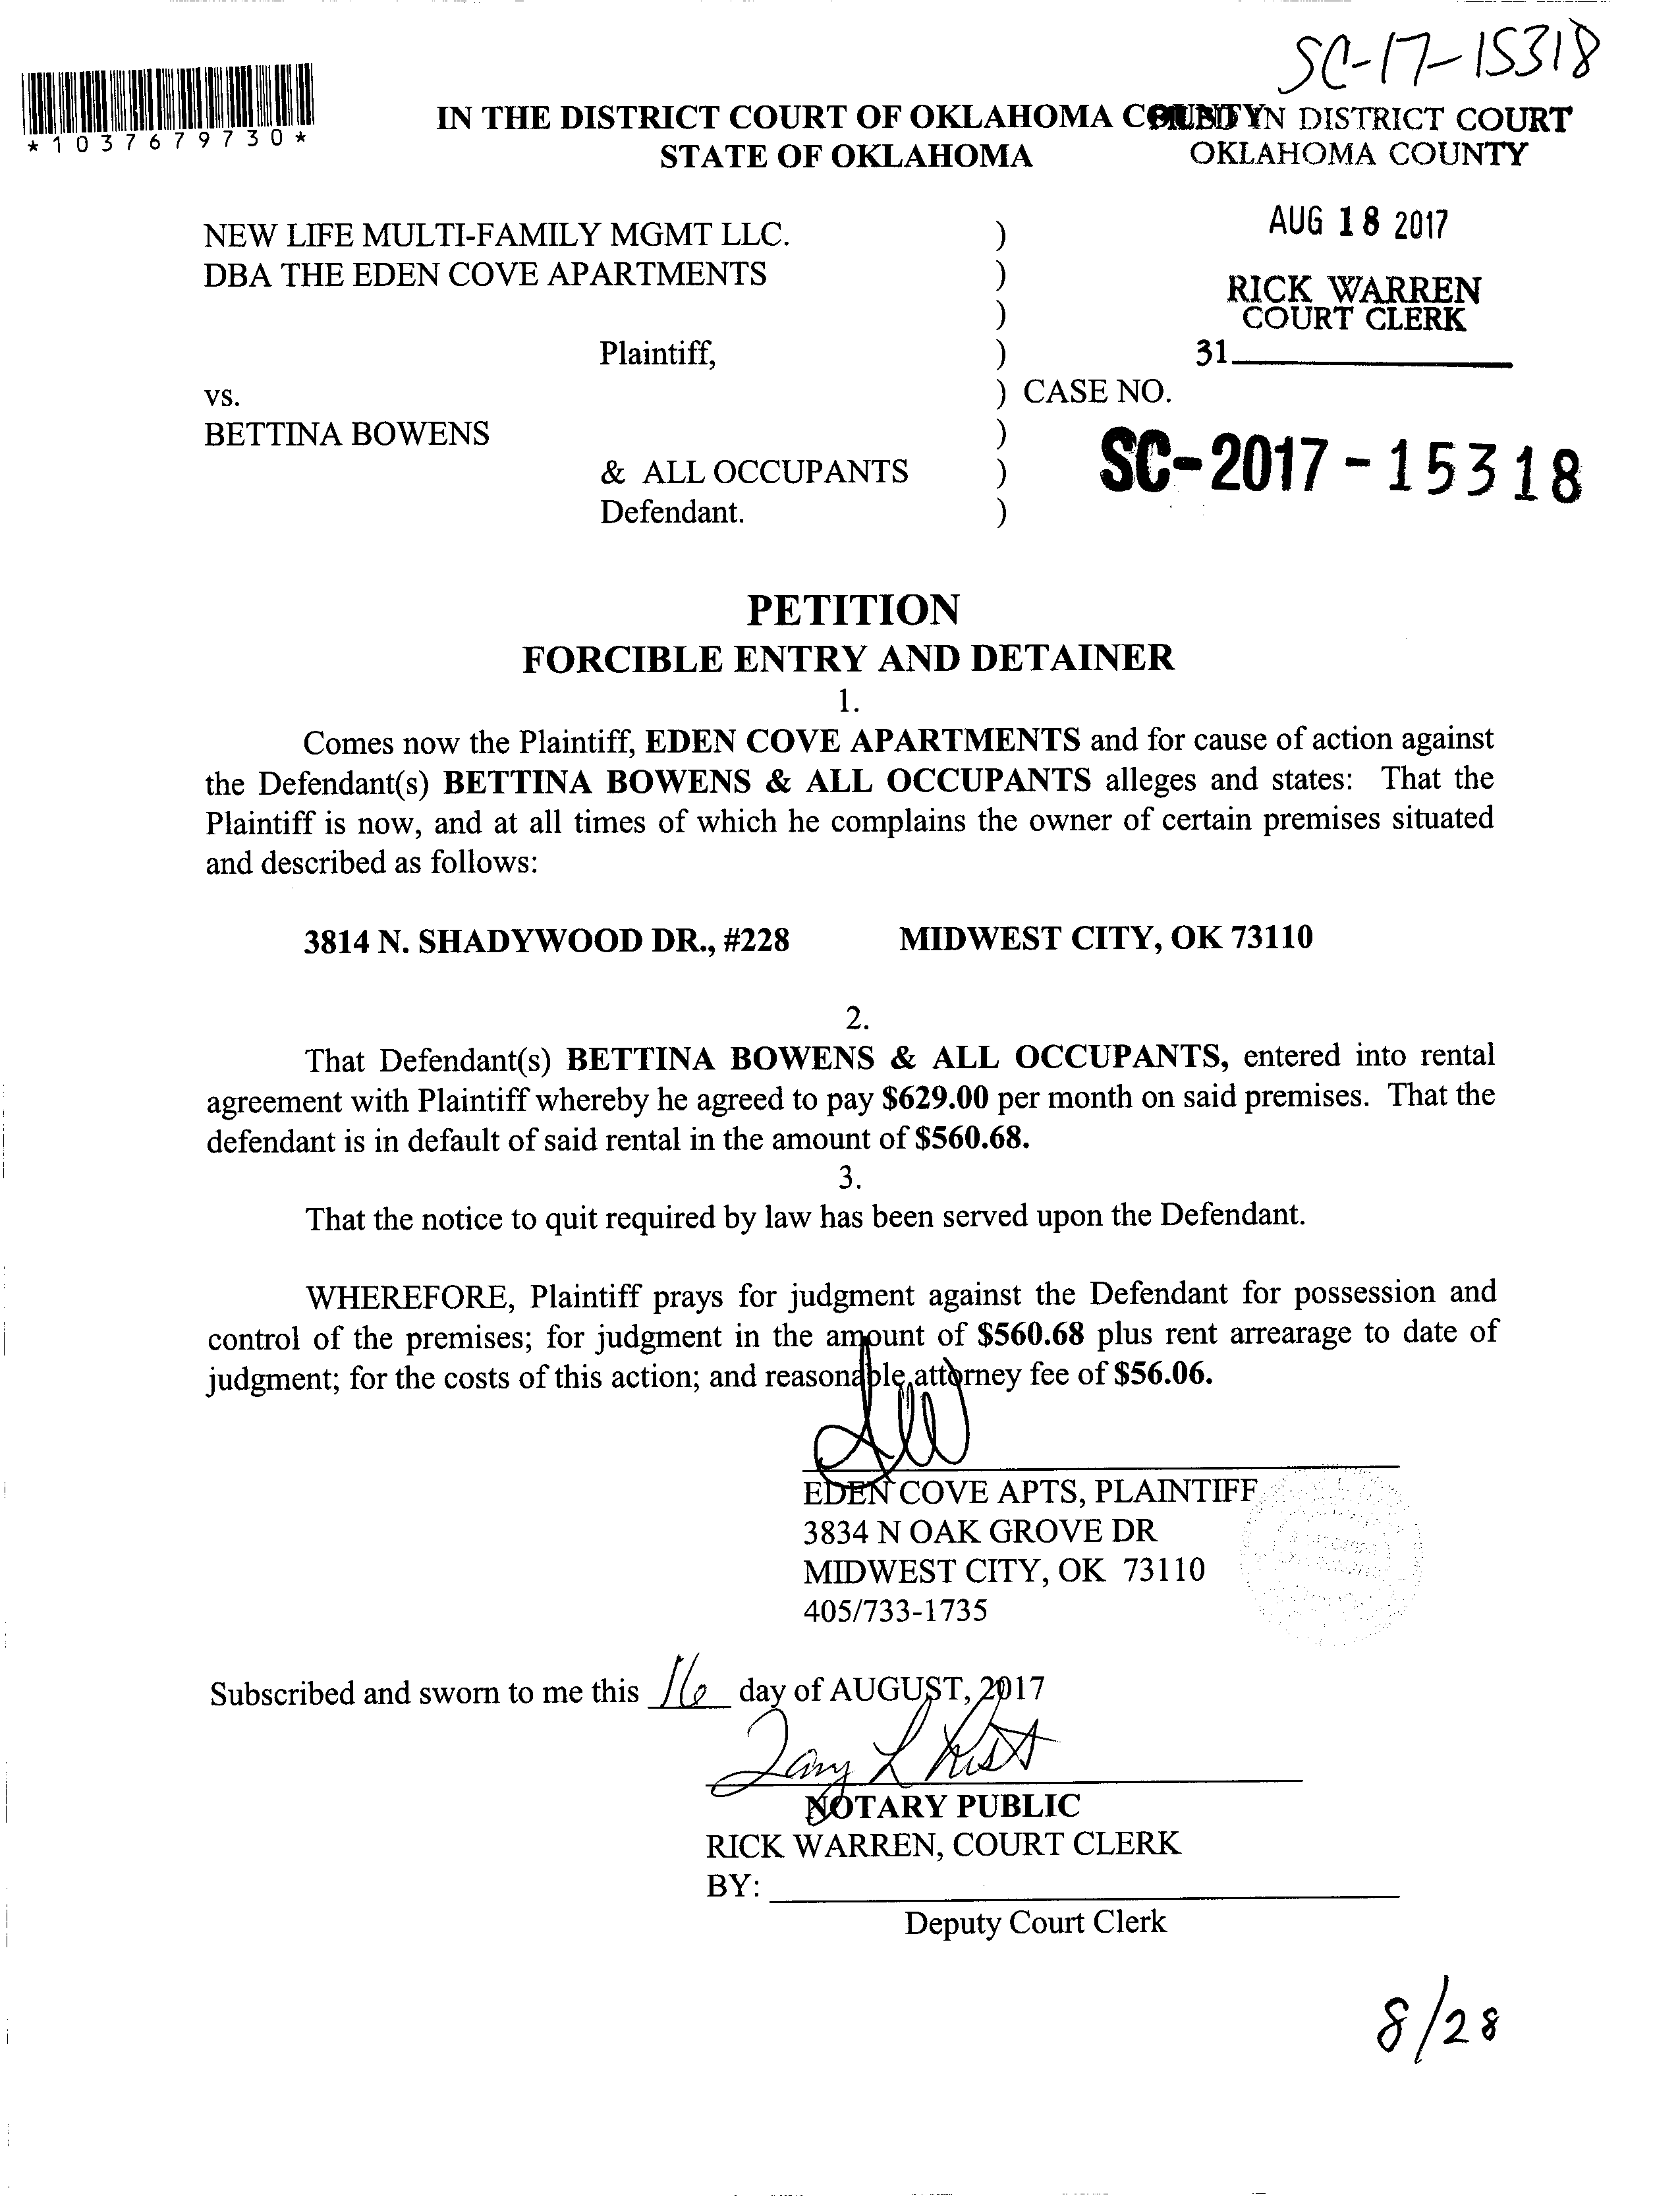 SC-17-15318
*1037679730*
IN THE DISTRICT COURT OF OKLAHOMA COUNTY
STATE OF OKLAHOMA
FILED IN DISTRICT COURT
OKLAHOMA COUNTY
AUG 18 2017
RICK WARREN
COURT CLERK
31
NEW LIFE MULTI-FAMILY MGMT LLC. )
DBA THE EDEN COVE APARTMENTS )
)
Plaintiff, )
vs. ) CASE NO.
BETTINA BOWENS )
& ALL OCCUPANTS )
Defendant. )
SC-2017-15318
PETITION
FORCIBLE ENTRY AND DETAINER
1.
Comes now the Plaintiff, EDEN COVE APARTMENTS and for cause of action against
the Defendant(s) BETTINA BOWENS & ALL OCCUPANTS alleges and states: That the
Plaintiff is now, and at all times of which he complains the owner of certain premises situated
and described as follows:
3814 N. SHADYWOOD DR., #228 MIDWEST CITY, OK 73110
2.
That Defendant(s) BETTINA BOWENS & ALL OCCUPANTS, entered into rental
agreement with Plaintiff whereby he agreed to pay $629.00 per month on said premises. That the
defendant is in default of said rental in the amount of $560.68.
3.
That the notice to quit required by law has been served upon the Defendant.
WHEREFORE, Plaintiff prays for judgment against the Defendant for possession and
control of the premises; for judgment in the amount of $560.68 plus rent arrearage to date of
judgment; for the costs of this action; and reasonable attorney fee of $56.06.
EDEN COVE APTS, PLAINTIFF
3834 N OAK GROVE DR
MIDWEST CITY, OK 73110
405/733-1735
Subscribed and sworn to me this 16 day of AUGUST, 2017
NOTARY PUBLIC
RICK WARREN, COURT CLERK
BY:
Deputy Court Clerk
8/28